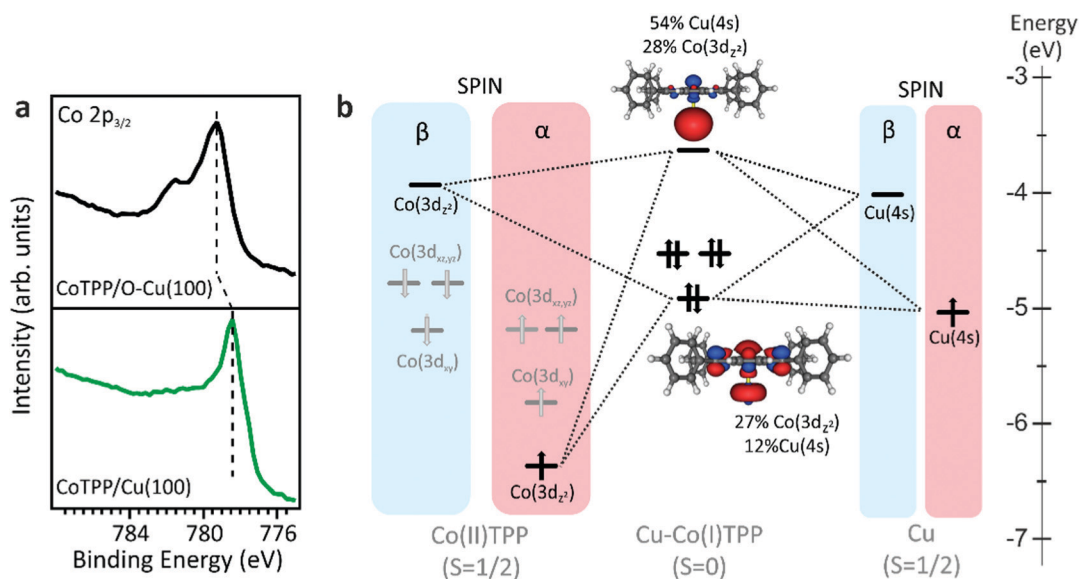 a
Co 2p3/2
CoTPP/O-Cu(100)
CoTPP/Cu(100)
Intensity (arb. units)
784
780
776
Binding Energy (eV)
b
SPIN
β
α
Co(3dz²)
Co(3dxz,yz)
Co(3dxy)
Co(3dxz,yz)
Co(3dxy)
Co(3dz²)
Co(II)TPP
(S=1/2)
54% Cu(4s)
28% Co(3dz²)
27% Co(3dz²)
12%Cu(4s)
Cu-Co(I)TPP
(S=0)
SPIN
β
α
Cu(4s)
Cu(4s)
Cu
(S=1/2)
Energy
(eV)
-3
-4
-5
-6
-7